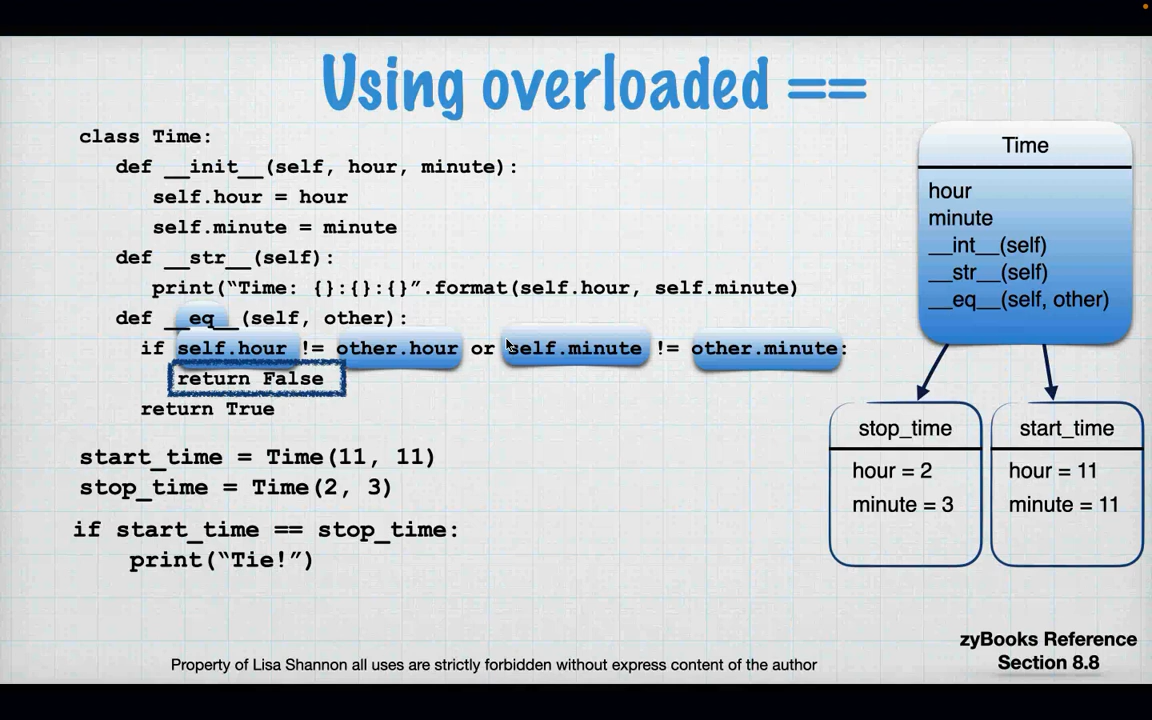 Using overloaded ==
class Time:
def __init__(self, hour, minute):
self.hour = hour
self.minute = minute
def __str__(self):
print(“Time: {}:{}:{}”.format(self.hour, self.minute)
def __eq__(self, other):
if self.hour != other.hour or self.minute != other.minute:
return False
return True
start_time = Time(11, 11)
stop_time = Time(2, 3)
if start_time == stop_time:
print(“Tie!”)
Time
hour
minute
__int__(self)
__str__(self)
__eq__(self, other)
stop_time
hour = 2
minute = 3
start_time
hour = 11
minute = 11
zyBooks Reference
Section 8.8
Property of Lisa Shannon all uses are strictly forbidden without express content of the author